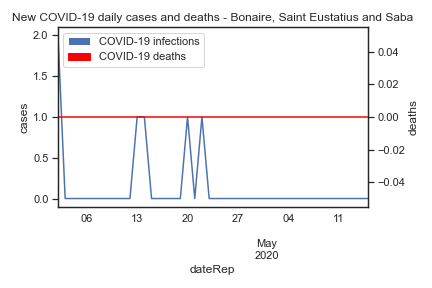 New COVID-19 daily cases and deaths - Bonaire, Saint Eustatius and Saba
COVID-19 infections
COVID-19 deaths
2.0
1.5
1.0
0.5
0.0
cases
0.04
0.02
0.00
−0.02
−0.04
deaths
06 13 20 27 04 11
May
2020
dateRep